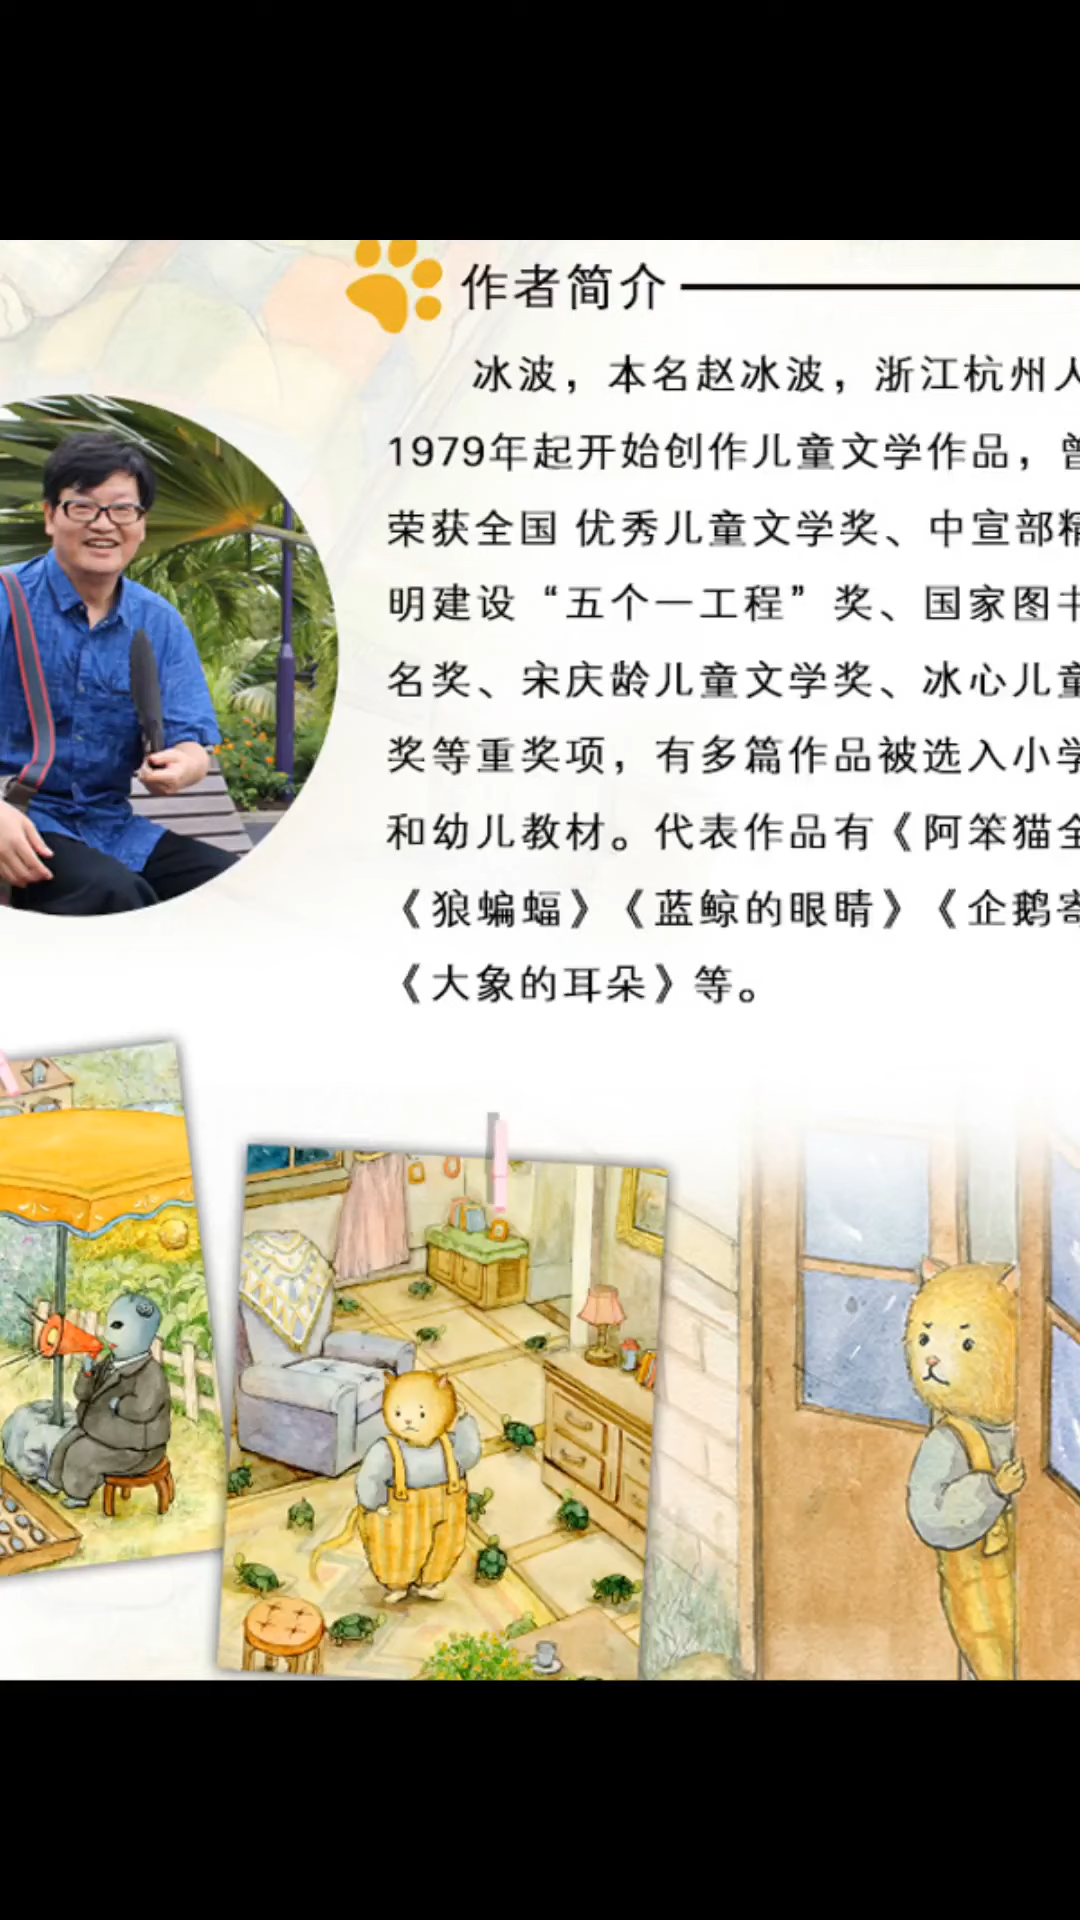 作者简介
冰波，本名赵冰波，浙江杭州人
1979年起开始创作儿童文学作品，曾
荣获全国 优秀儿童文学奖、中宣部精
明建设“五个一工程”奖、国家图书
名奖、宋庆龄儿童文学奖、冰心儿童
奖等重奖项，有多篇作品被选入小学
和幼儿教材。代表作品有《阿笨猫全
《狼蝙蝠》《蓝鲸的眼睛》《企鹅寄
《大象的耳朵》等。